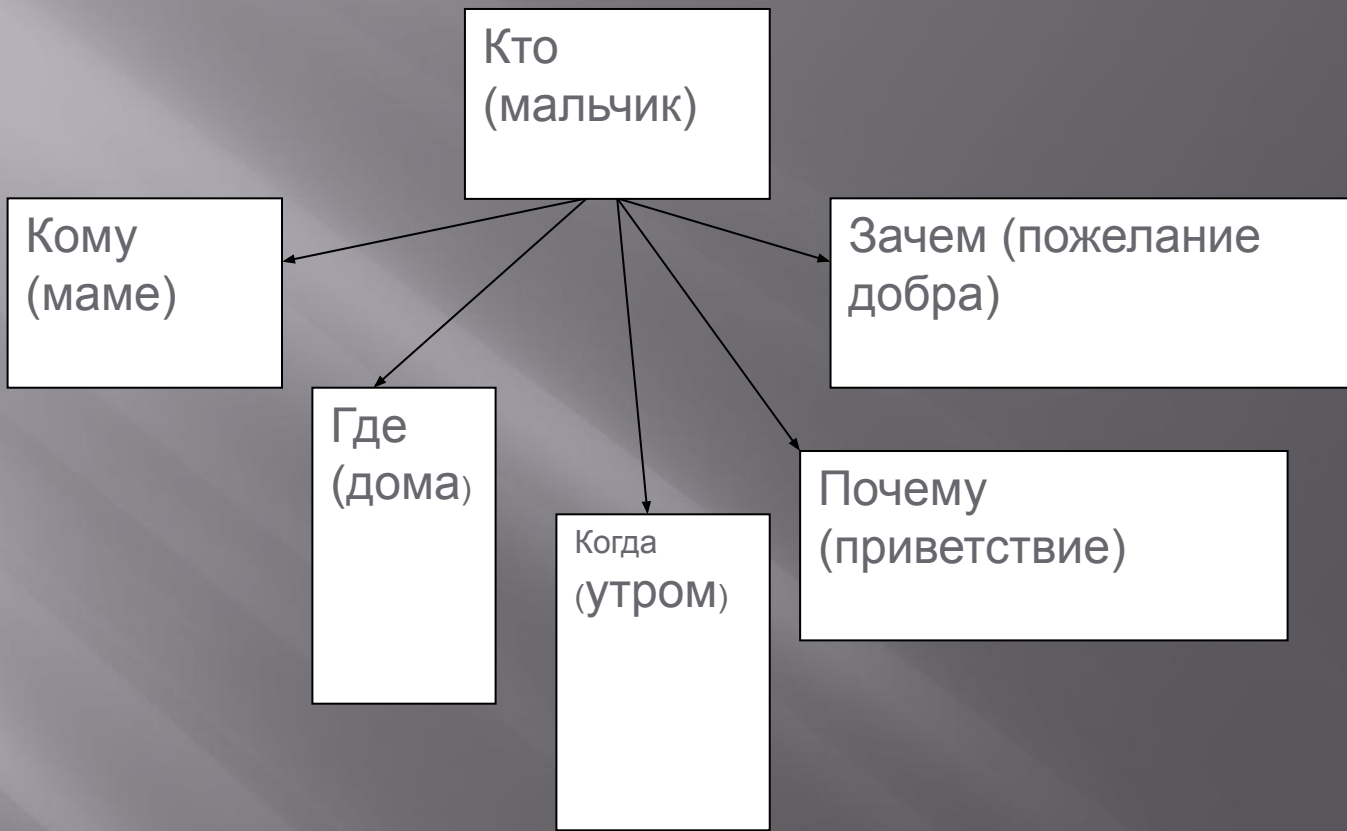 Кто
(мальчик)
Кому
(маме)
Зачем (пожелание
добра)
Где
(дома)
Почему
(приветствие)
Когда
(утром)